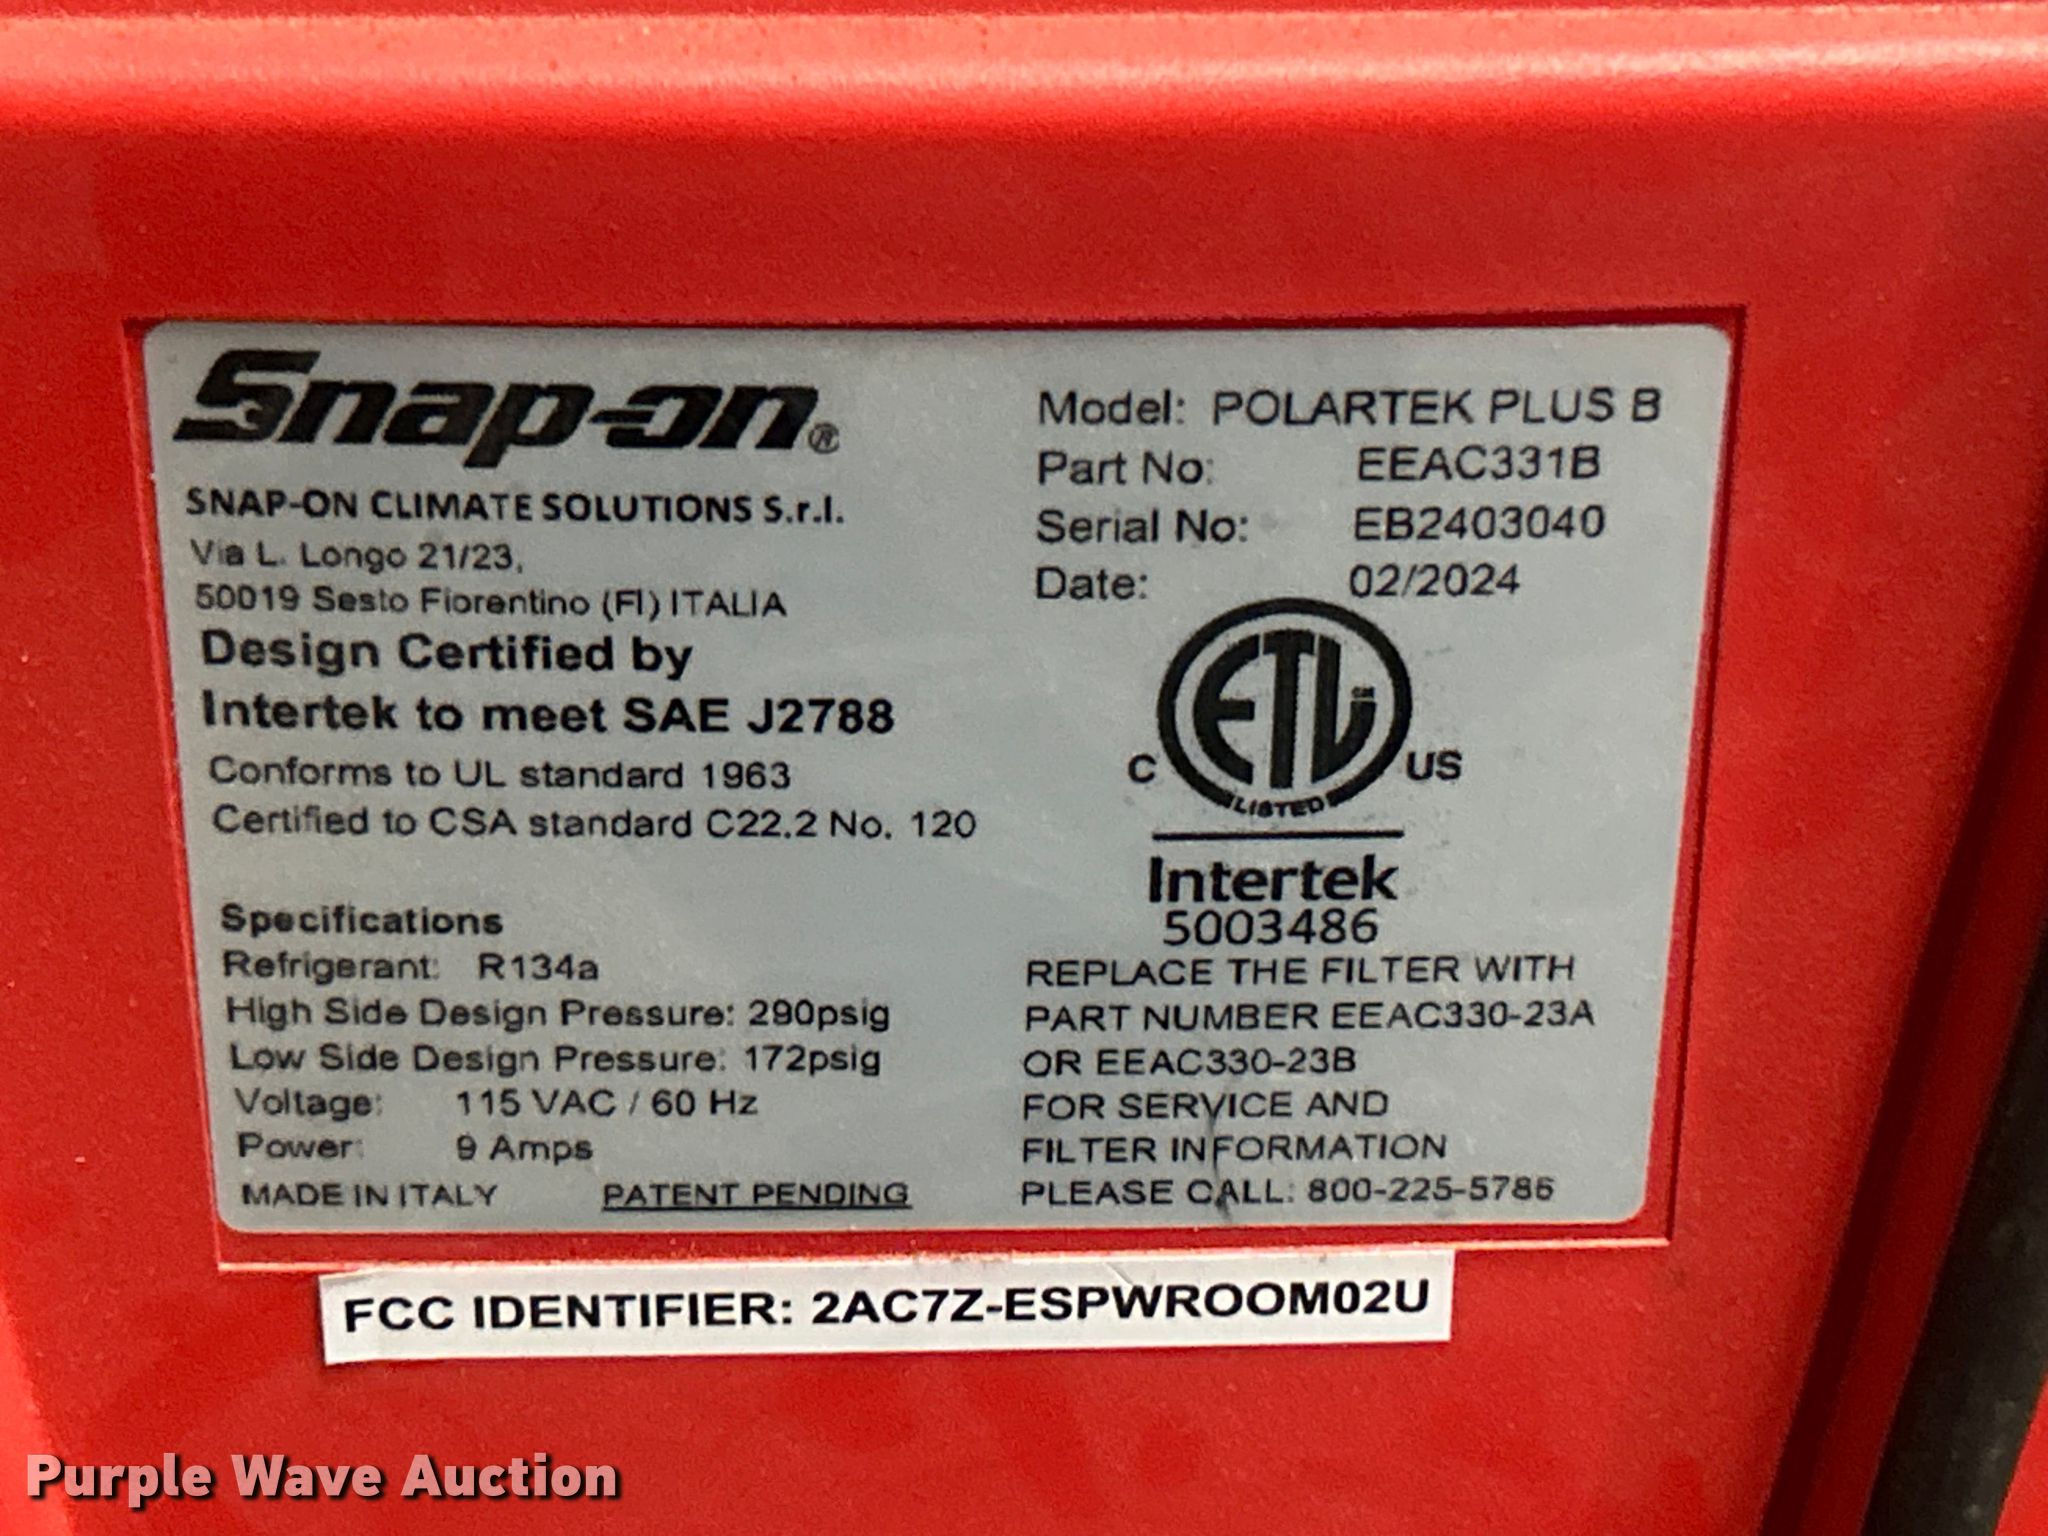 Snap-on®
SNAP-ON CLIMATE SOLUTIONS S.r.l.
Via L. Longo 21/23,
50019 Sesto Fiorentino (FI) ITALIA
Design Certified by
Intertek to meet SAE J2788
Conforms to UL standard 1963
Certified to CSA standard C22.2 No. 120
Specifications
Refrigerant: R134a
High Side Design Pressure: 290psig
Low Side Design Pressure: 172psig
Voltage: 115 VAC / 60 Hz
Power: 9 Amps
MADE IN ITALY PATENT PENDING
Model: POLARTEK PLUS B
Part No: EEAC331B
Serial No: EB2403040
Date: 02/2024
ETL CM
C US
LISTED
Intertek
5003486
REPLACE THE FILTER WITH
PART NUMBER EEAC330-23A
OR EEAC330-23B
FOR SERVICE AND
FILTER INFORMATION
PLEASE CALL: 800-225-5786
FCC IDENTIFIER: 2AC7Z-ESPWROOM02U
Purple Wave Auction